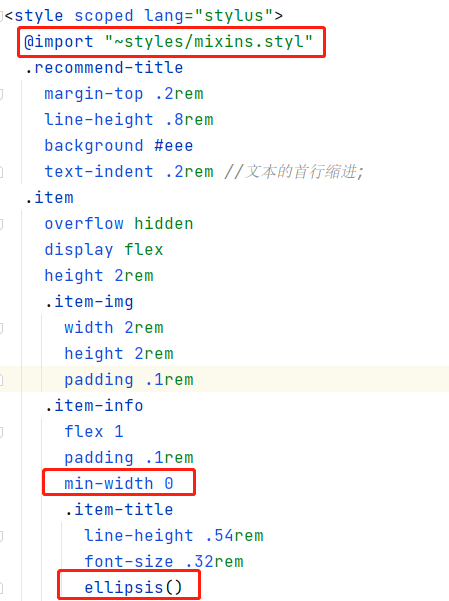 <style scoped lang="stylus">
@import "~styles/mixins.styl"
.recommend-title
margin-top .2rem
line-height .8rem
background #eee
text-indent .2rem //文本的首行缩进;
.item
overflow hidden
display flex
height 2rem
.item-img
width 2rem
height 2rem
padding .1rem
.item-info
flex 1
padding .1rem
min-width 0
.item-title
line-height .54rem
font-size .32rem
ellipsis()